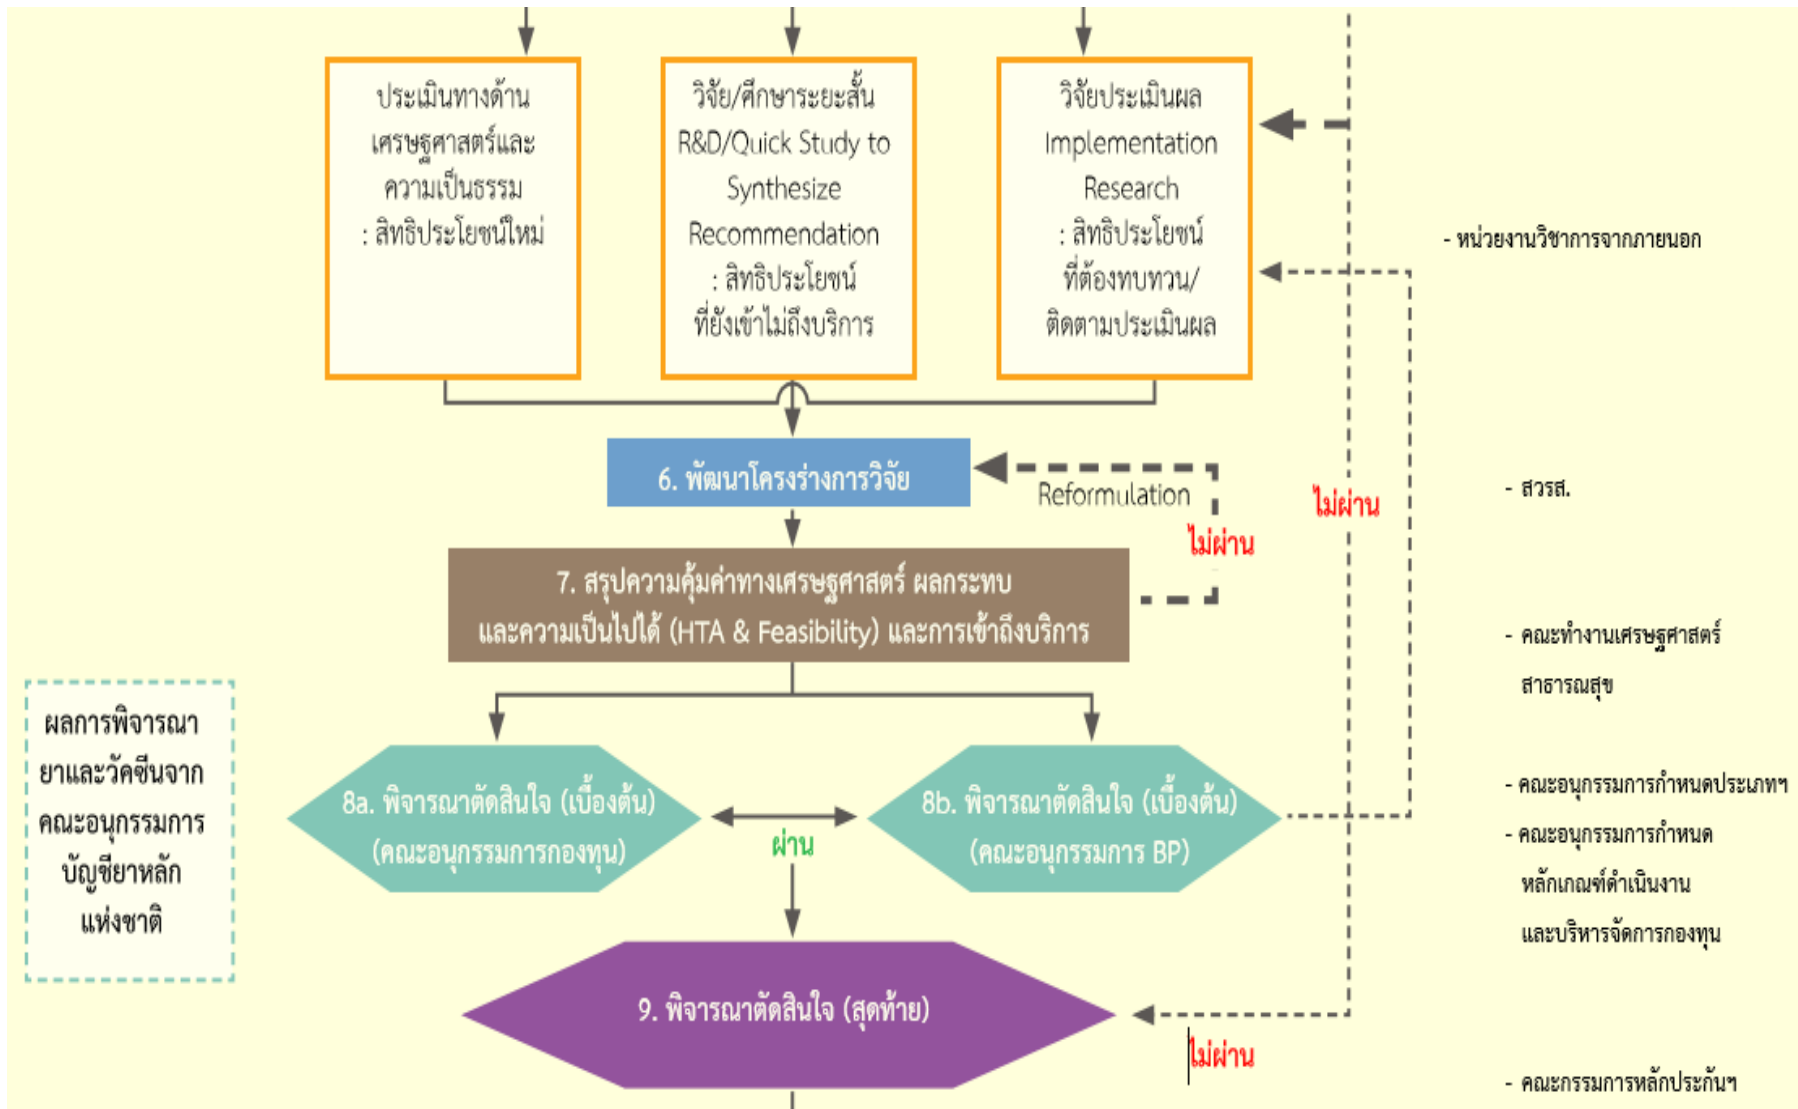 ประเมินทางด้าน
เศรษฐศาสตร์และ
ความเป็นธรรม
: สิทธิประโยชน์ใหม่
วิจัย/ศึกษาระยะสั้น
R&D/Quick Study to
Synthesize
Recommendation
: สิทธิประโยชน์
ที่ยังเข้าไม่ถึงบริการ
วิจัยประเมินผล
Implementation
Research
: สิทธิประโยชน์
ที่ต้องทบทวน/
ติดตามประเมินผล
- หน่วยงานวิชาการจากภายนอก
6. พัฒนาโครงร่างการวิจัย
Reformulation
ไม่ผ่าน
ไม่ผ่าน
- สวรส.
7. สรุปความคุ้มค่าทางเศรษฐศาสตร์ ผลกระทบ
และความเป็นไปได้ (HTA & Feasibility) และการเข้าถึงบริการ
- คณะทำงานเศรษฐศาสตร์
สาธารณสุข
ผลการพิจารณา
ยาและวัคซีนจาก
คณะอนุกรรมการ
บัญชียาหลัก
แห่งชาติ
8a. พิจารณาตัดสินใจ (เบื้องต้น)
(คณะอนุกรรมการกองทุน)
ผ่าน
8b. พิจารณาตัดสินใจ (เบื้องต้น)
(คณะอนุกรรมการ BP)
- คณะอนุกรรมการกำหนดประเภทฯ
- คณะอนุกรรมการกำหนด
หลักเกณฑ์ดำเนินงาน
และบริหารจัดการกองทุน
9. พิจารณาตัดสินใจ (สุดท้าย)
ไม่ผ่าน
- คณะกรรมการหลักประกันฯ